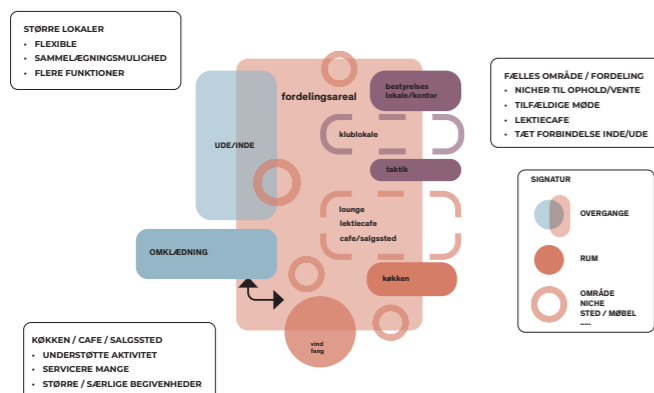 STØRRE LOKALER
• FLEXIBLE
• SAMMELÆGNINGSMULIGHED
• FLERE FUNKTIONER
fordelingsareal
bestyrelses
lokale/kontor
klublokale
UDE/INDE
taktik
lounge
lektiecafe
cafe/salgssted
OMKLÆDNING
køkken
vind
fang
FÆLLES OMRÅDE / FORDELING
• NICHER TIL OPHOLD/VENTE
• TILFÆLDIGE MØDE
• LEKTIECAFE
• TÆT FORBINDELSE INDE/UDE
SIGNATUR
OVERGANGE
RUM
OMRÅDE
NICHE
STED / MØBEL
.....
KØKKEN / CAFE / SALGSSTED
• UNDERSTØTTE AKTIVITET
• SERVICERE MANGE
• STØRRE / SÆRLIGE BEGIVENHEDER